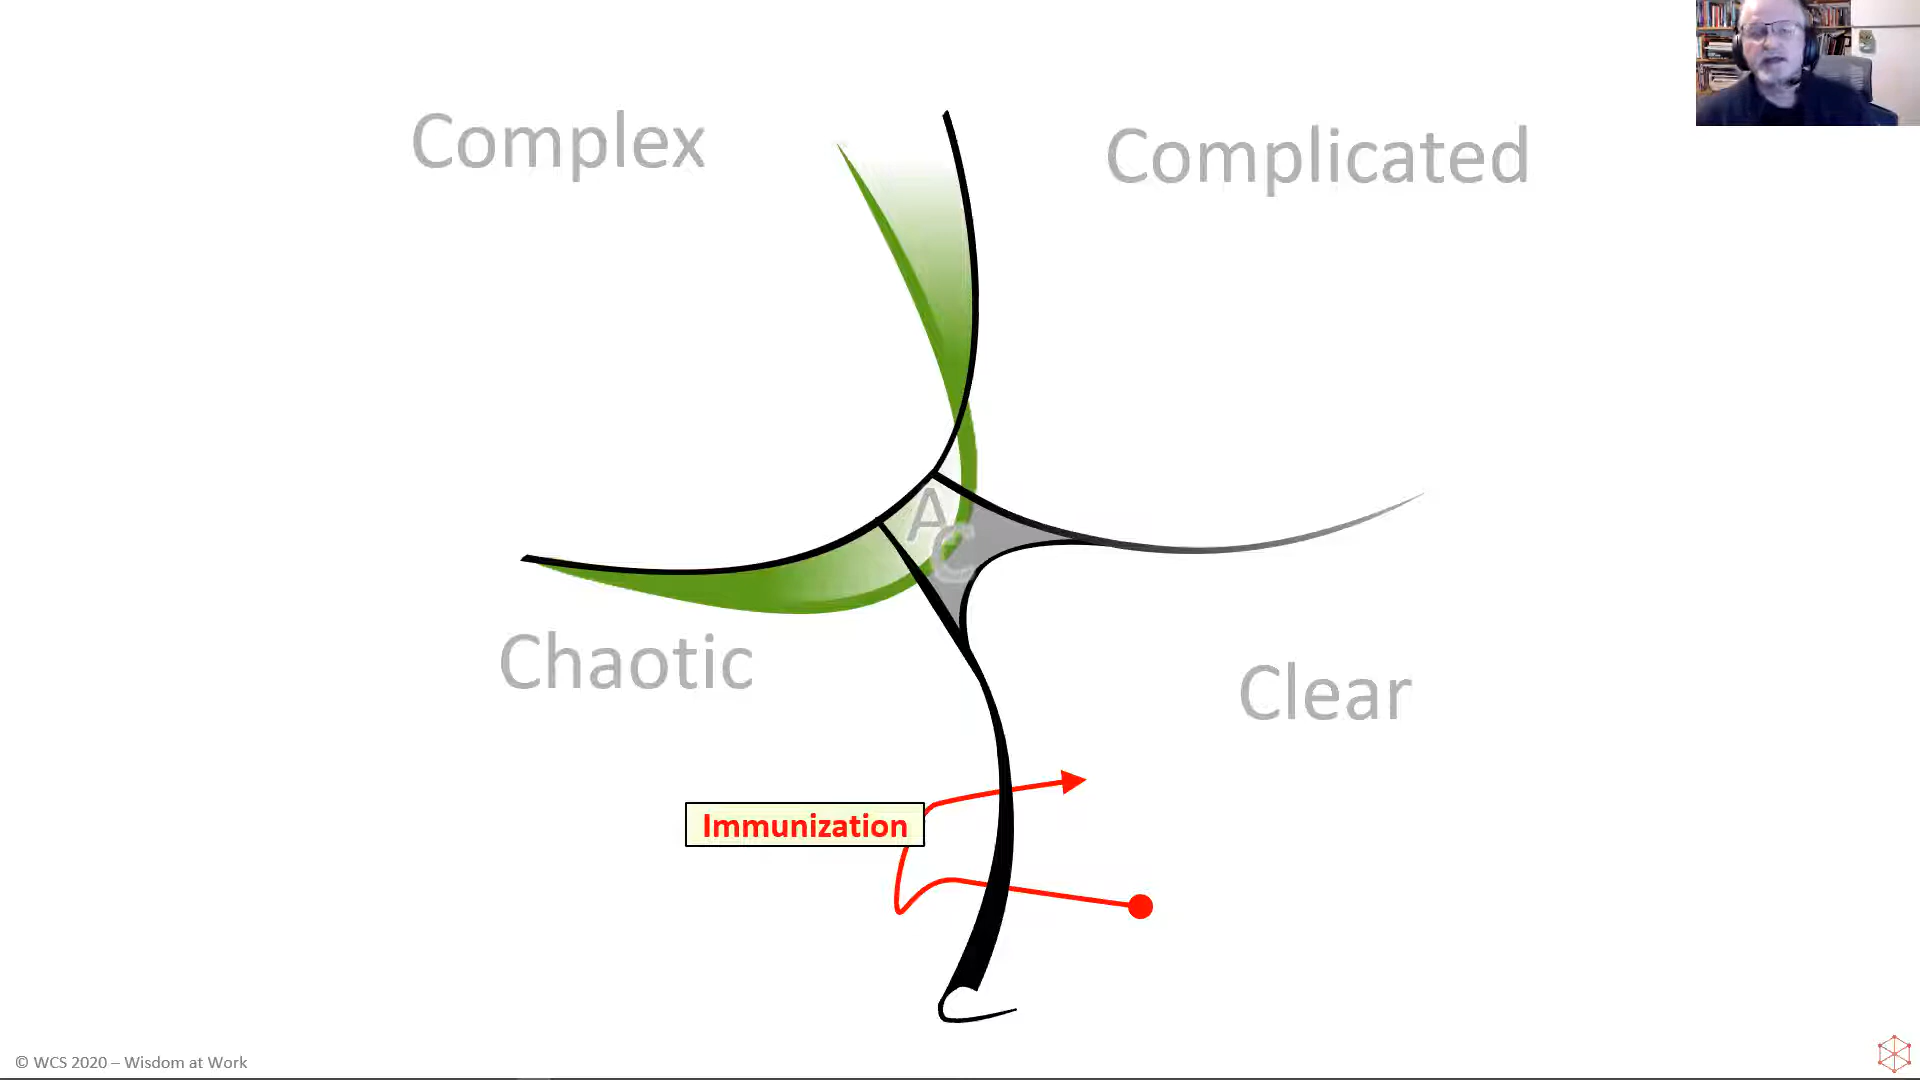 Complex
Complicated
A
C
Chaotic
Clear
Immunization
© WCS 2020 – Wisdom at Work